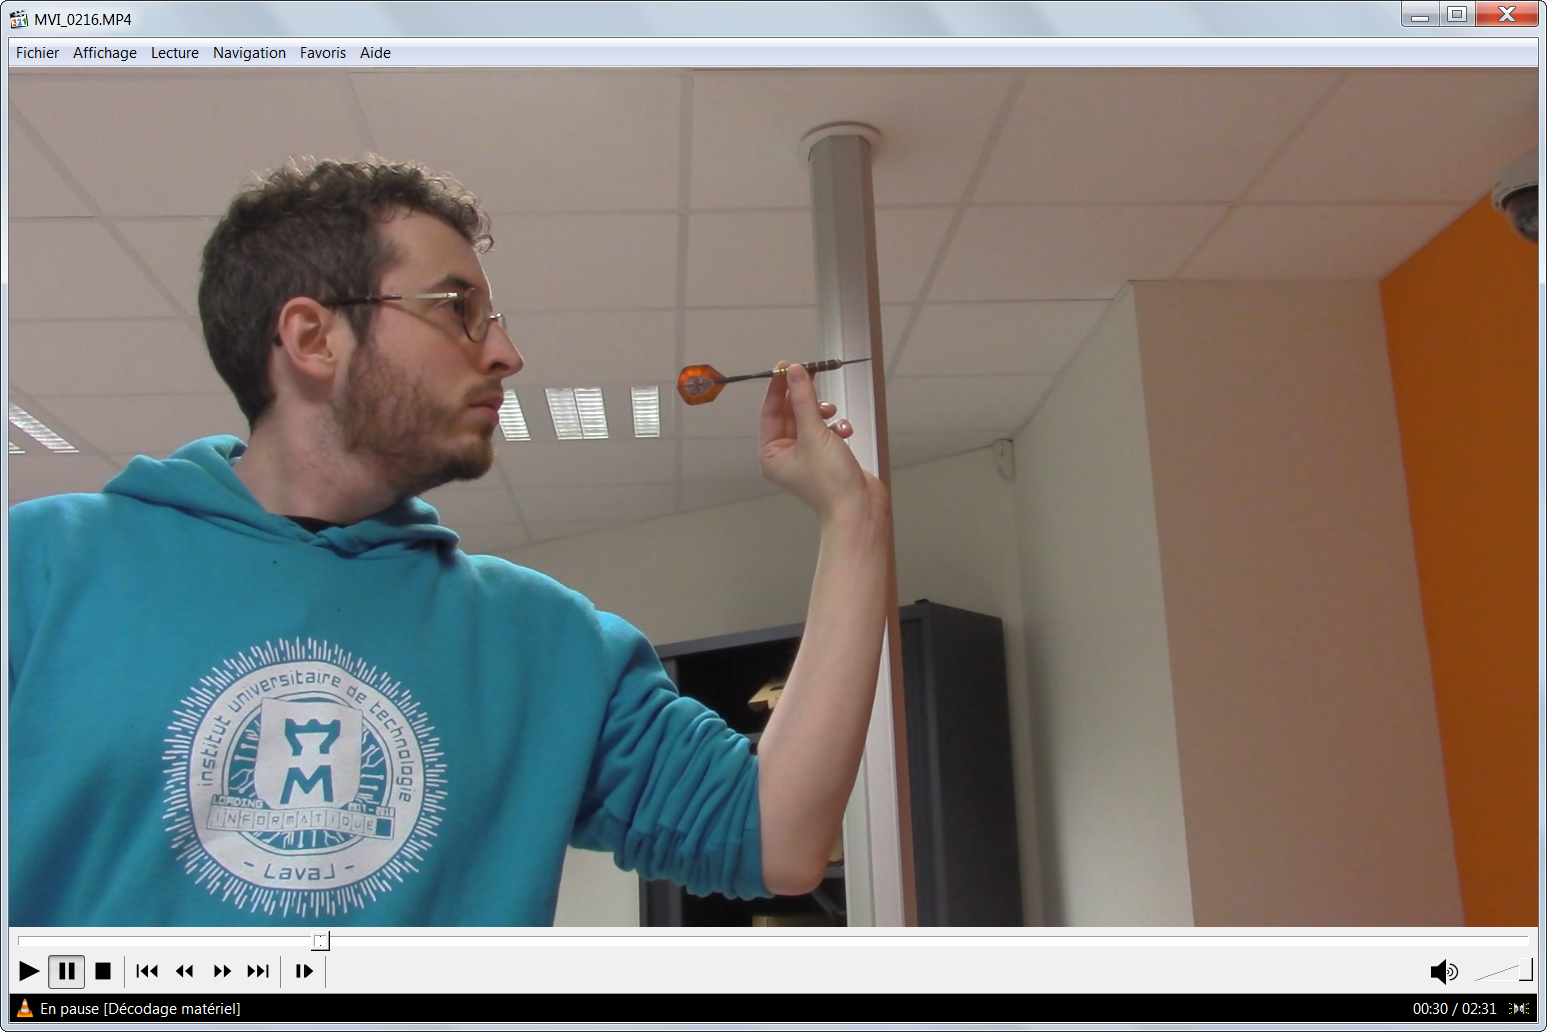 MVI_0216.MP4
Fichier Affichage Lecture Navigation Favoris Aide
institut universitaire de technologie
LOADING
INFORMATIQUE
- Laval -
En pause [Décodage matériel]
00:30 / 02:31